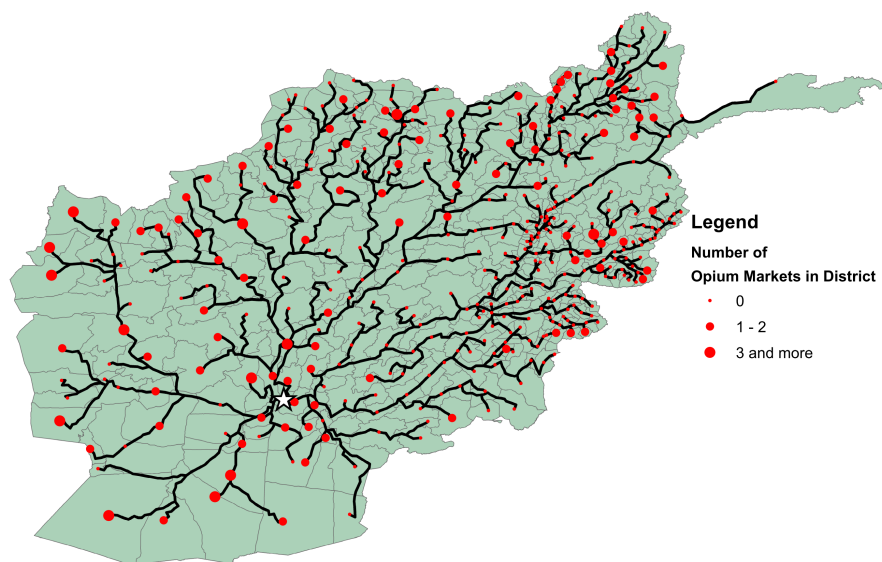 Legend
Number of
Opium Markets in District
0
1 - 2
3 and more